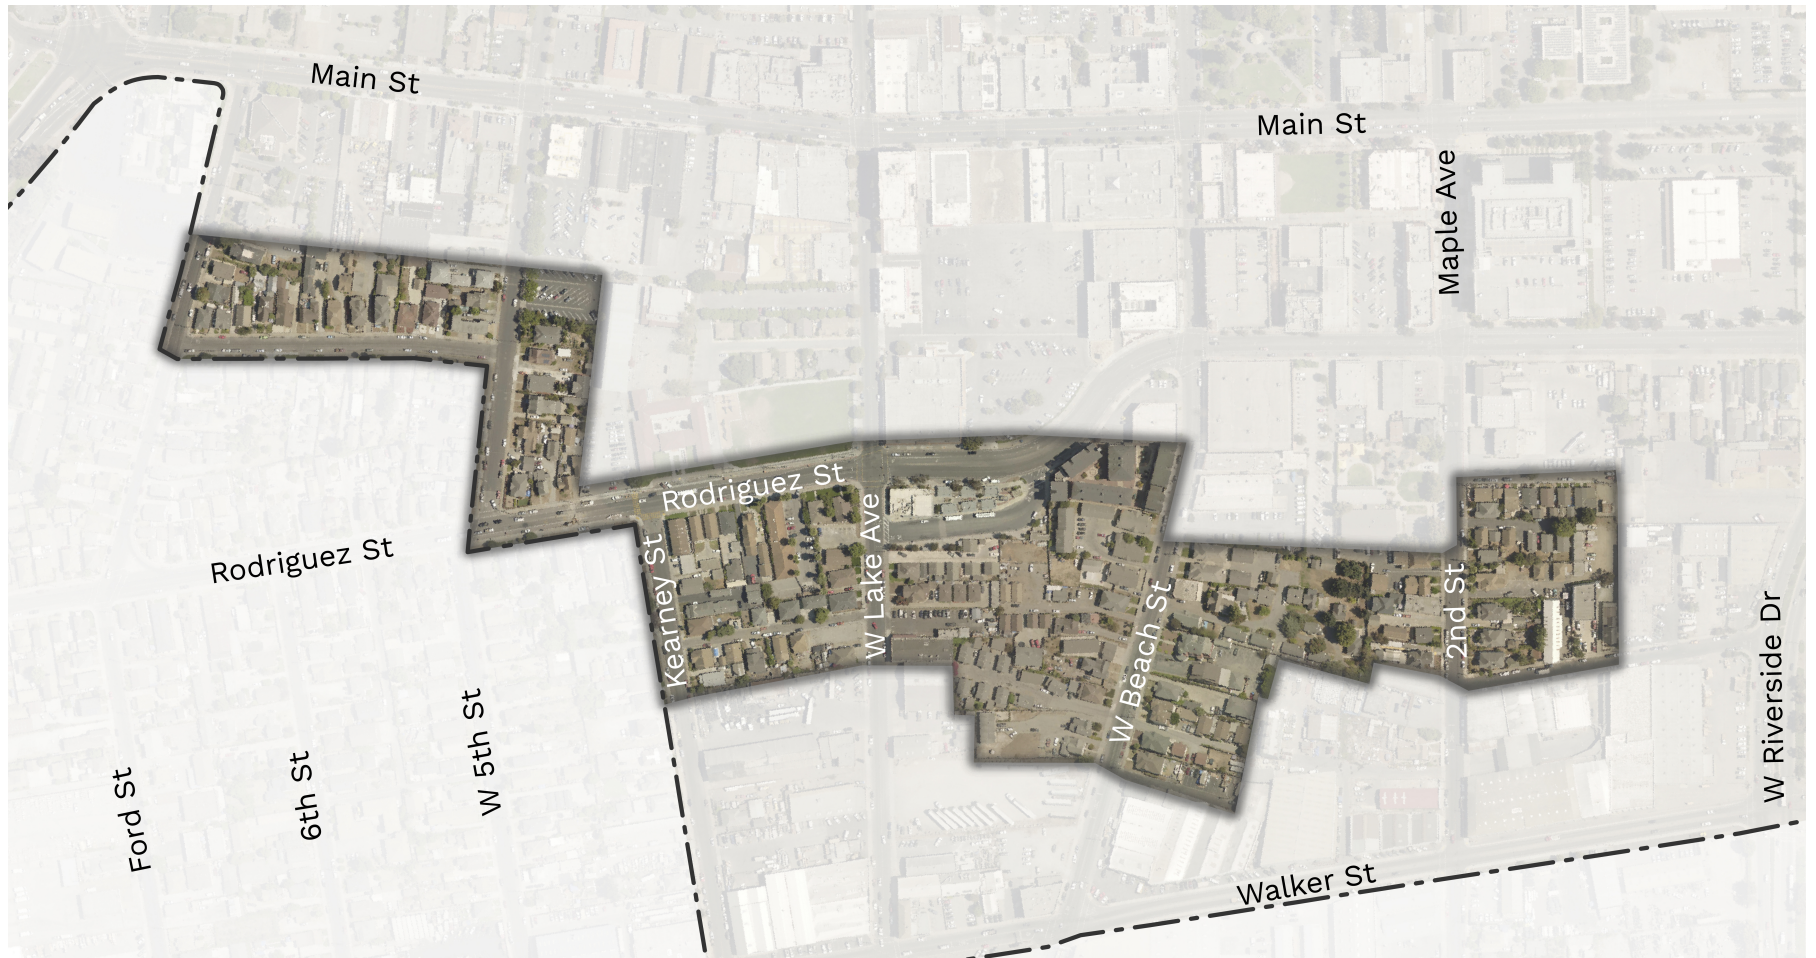 Main St
Main St
Maple Ave
Rodriguez St
W Lake Ave
Rodriguez St
Kearney St
2nd St
W Beach St
W Riverside Dr
W 5th St
6th St
Ford St
Walker St